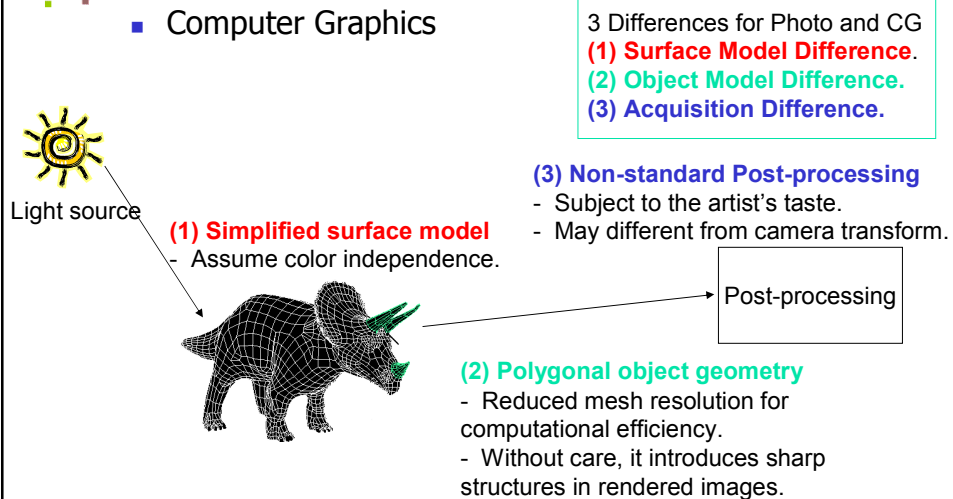 Computer Graphics
3 Differences for Photo and CG
(1) Surface Model Difference.
(2) Object Model Difference.
(3) Acquisition Difference.
Light source
(1) Simplified surface model
- Assume color independence.
(3) Non-standard Post-processing
- Subject to the artist's taste.
- May different from camera transform.
Post-processing
(2) Polygonal object geometry
- Reduced mesh resolution for
computational efficiency.
- Without care, it introduces sharp
structures in rendered images.